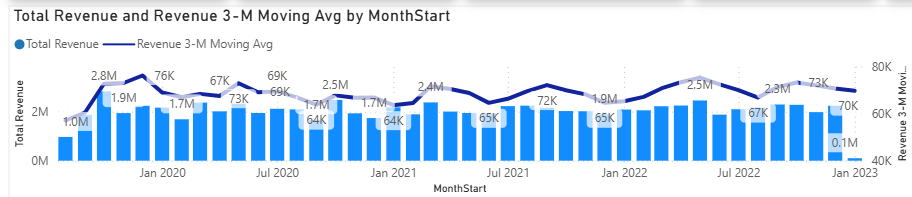 Total Revenue and Revenue 3-M Moving Avg by MonthStart
Total Revenue Revenue 3-M Moving Avg
Total Revenue
2M
0M
1.0M
2.8M
1.9M
76K
1.7M
67K
73K
69K
69K
1.7M
64K
2.5M
1.7M
64K
2.4M
65K
72K
1.9M
65K
2.5M
67K
2.3M
73K
70K
0.1M
80K
60K
40K
Revenue 3-M Movi...
Jan 2020 Jul 2020 Jan 2021 Jul 2021 Jan 2022 Jul 2022 Jan 2023
MonthStart